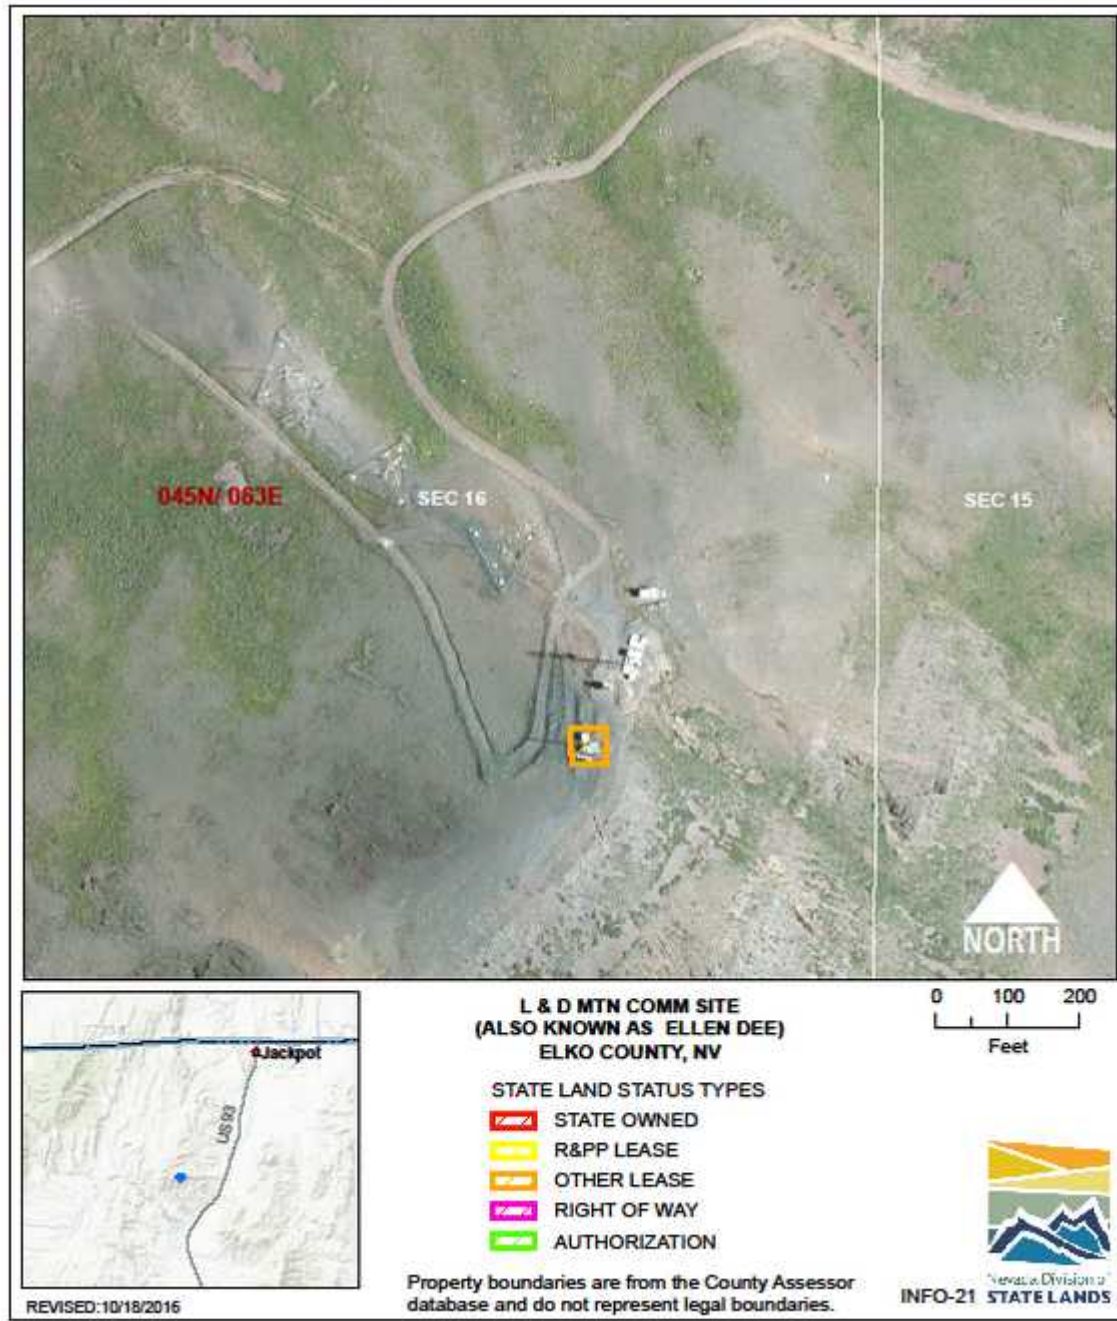 045N/ 063E
SEC 16
SEC 15
NORTH
Jackpot
US 93
L & D MTN COMM SITE
(ALSO KNOWN AS ELLEN DEE)
ELKO COUNTY, NV
0 100 200
Feet
STATE LAND STATUS TYPES
STATE OWNED
R&PP LEASE
OTHER LEASE
RIGHT OF WAY
AUTHORIZATION
Property boundaries are from the County Assessor
database and do not represent legal boundaries.
REVISED:10/18/2016
INFO-21
Nevada Division of
STATE LANDS